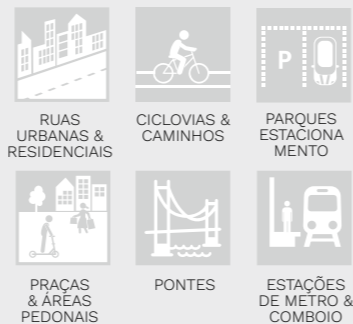 RUAS
URBANAS &
RESIDENCIAIS
CICLOVIAS &
CAMINHOS
P
PARQUES
ESTACIONA
MENTO
PRAÇAS
& ÁREAS
PEDONAIS
PONTES
ESTAÇÕES
DE METRO &
COMBOIO